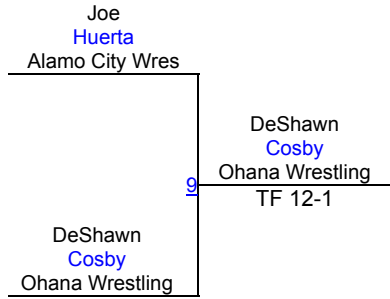 Joe
Huerta
Alamo City Wres
DeShawn
Cosby
Ohana Wrestling
9
TF 12-1
DeShawn
Cosby
Ohana Wrestling